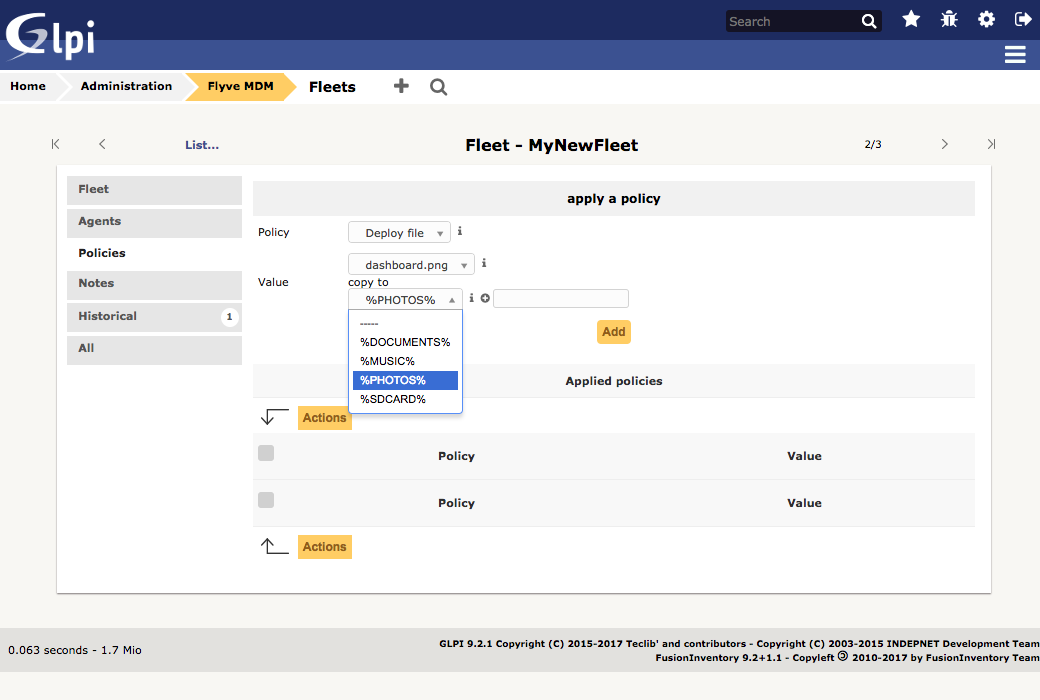 Glpi
Search
Home
Administration
Flyve MDM
Fleets
List...
Fleet - MyNewFleet
2/3
Fleet
Agents
Policies
Notes
Historical 1
All
apply a policy
Policy
Deploy file
dashboard.png
Value
copy to
%PHOTOS%
-----
%DOCUMENTS%
%MUSIC%
%PHOTOS%
%SDCARD%
Add
Applied policies
Actions
Policy Value
Policy Value
Actions
0.063 seconds - 1.7 Mio
GLPI 9.2.1 Copyright (C) 2015-2017 Teclib' and contributors - Copyright (C) 2003-2015 INDEPNET Development Team
FusionInventory 9.2+1.1 - Copyleft 🄯 2010-2017 by FusionInventory Team